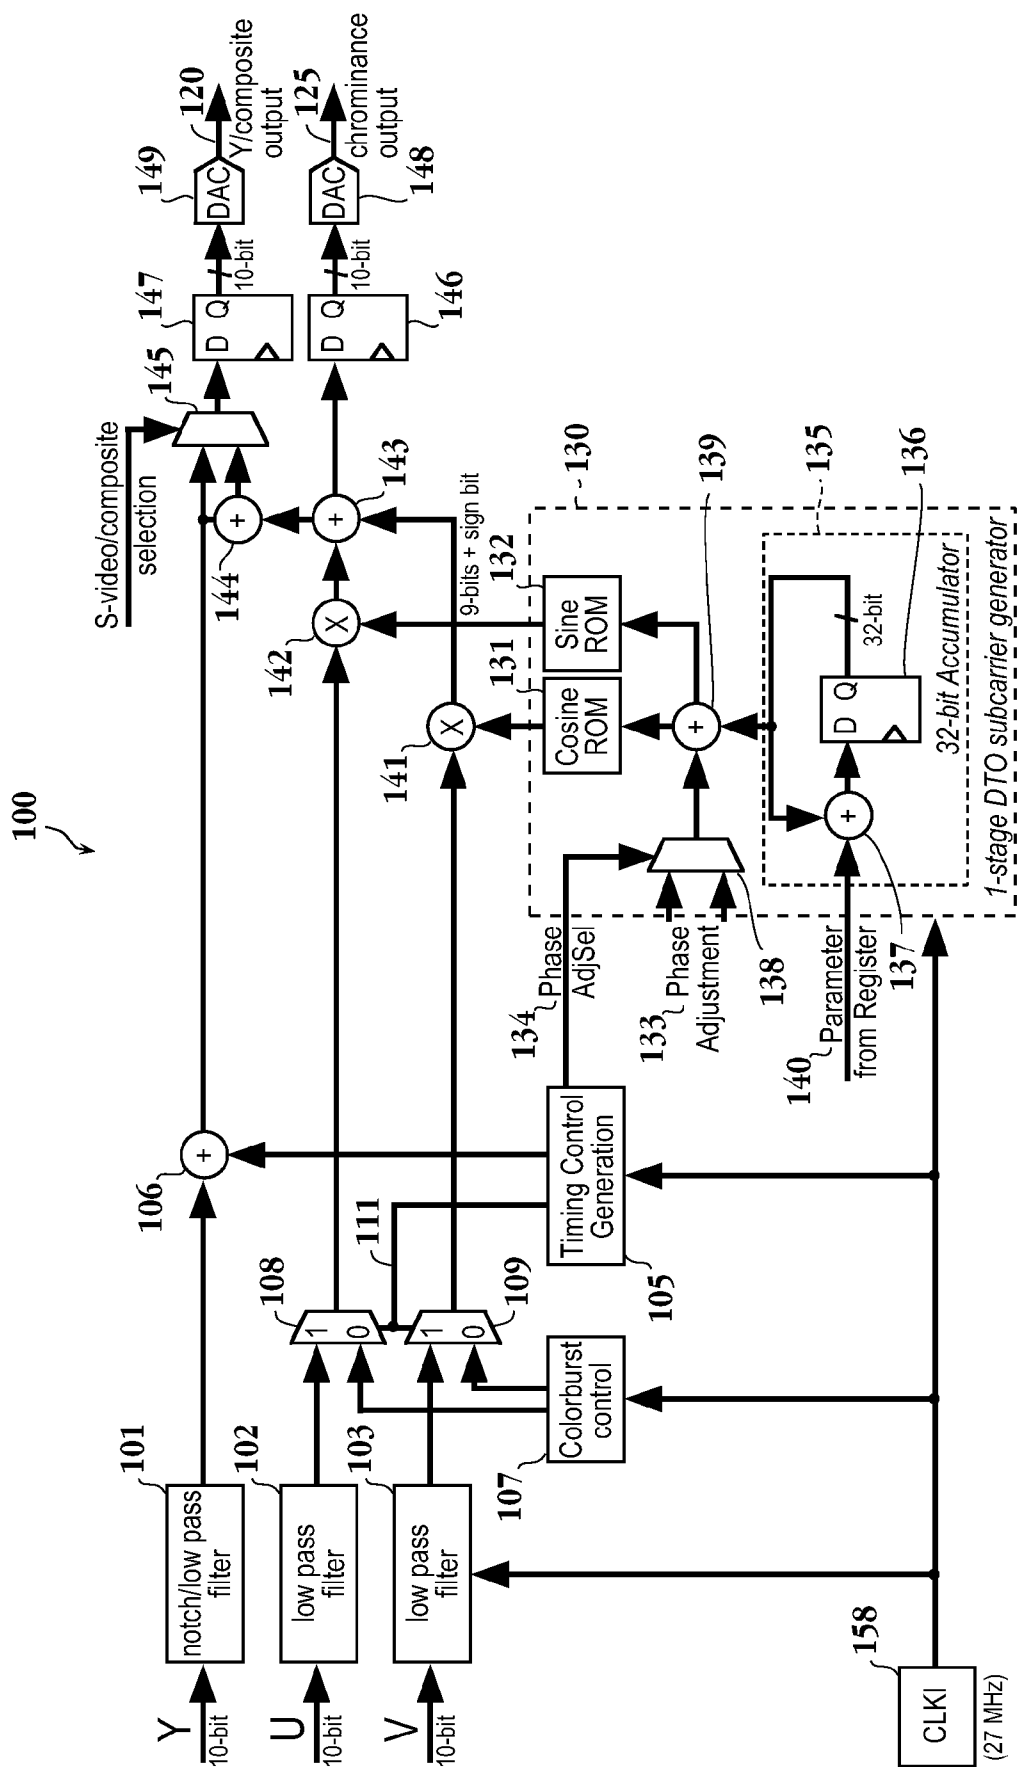 100
Y
10-bit
U
10-bit
V
10-bit
101
notch/low pass
filter
102
low pass
filter
103
low pass
filter
158
CLKI
(27 MHz)
107
Colorburst
control
108
1
0
109
1
0
111
105
Timing Control
Generation
106
+
134
Phase
AdjSel
133
Phase
Adjustment
138
140
Parameter
from Register
137
+
130
1-stage DTO subcarrier generator
135
32-bit Accumulator
136
D Q
32-bit
139
+
131
Cosine
ROM
132
Sine
ROM
141
X
142
X
9-bits + sign bit
143
+
144
+
S-video/composite
selection
145
147
D Q
10-bit
146
D Q
10-bit
149
DAC
148
DAC
120
Y/composite
output
125
chrominance
output